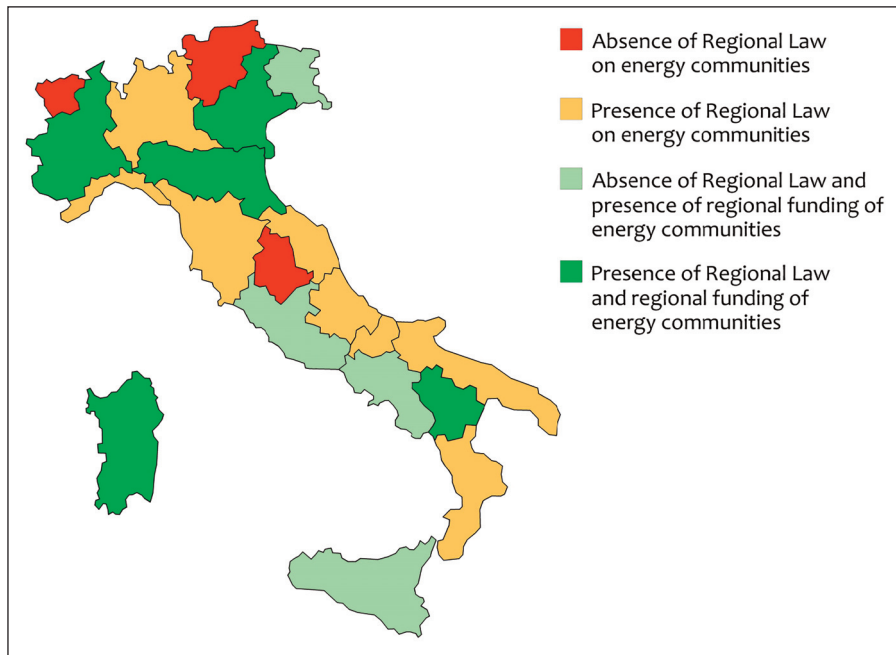 Absence of Regional Law
on energy communities
Presence of Regional Law
on energy communities
Absence of Regional Law and
presence of regional funding of
energy communities
Presence of Regional Law
and regional funding of
energy communities